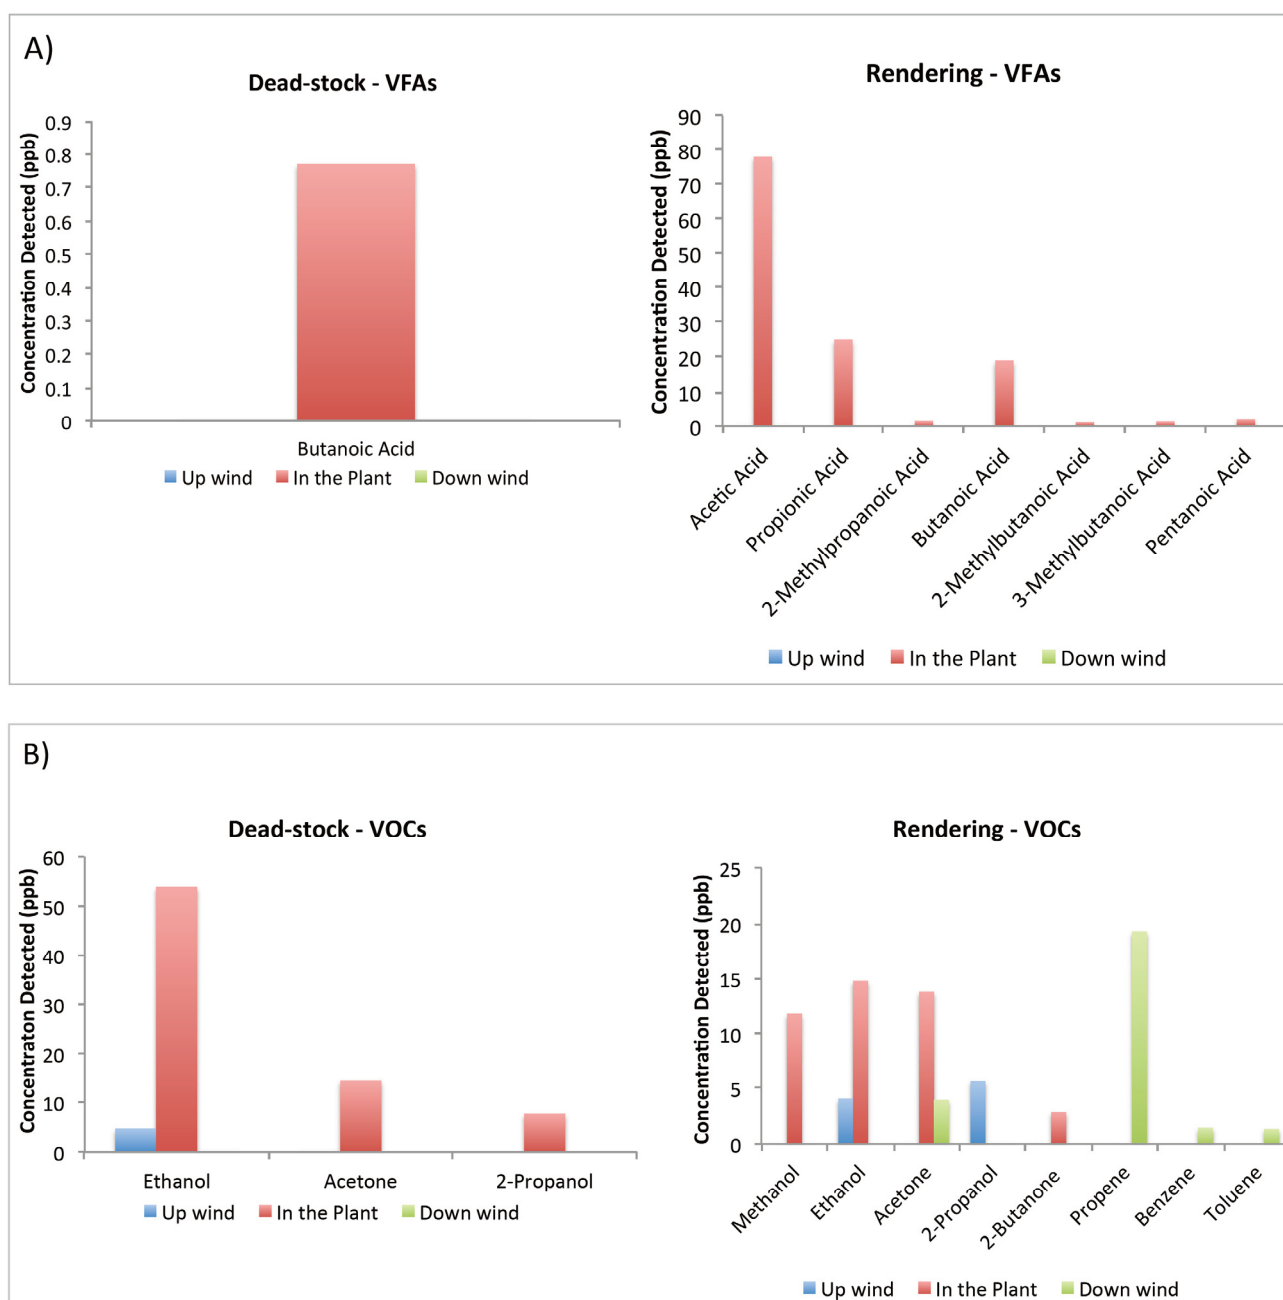 A)
Dead-stock - VFAs
Concentration Detected (ppb)
0.9
0.8
0.7
0.6
0.5
0.4
0.3
0.2
0.1
0
Butanoic Acid
Up wind In the Plant Down wind
Rendering - VFAs
Concentration Detected (ppb)
90
80
70
60
50
40
30
20
10
0
Acetic Acid
Propionic Acid
2-Methylpropanoic Acid
Butanoic Acid
2-Methylbutanoic Acid
3-Methylbutanoic Acid
Pentanoic Acid
Up wind In the Plant Down wind
B)
Dead-stock - VOCs
Concentraton Detected (ppb)
60
50
40
30
20
10
0
Ethanol Acetone 2-Propanol
Up wind In the Plant Down wind
Rendering - VOCs
Concentration Detected (ppb)
25
20
15
10
5
0
Methanol
Ethanol
Acetone
2-Propanol
2-Butanone
Propene
Benzene
Toluene
Up wind In the Plant Down wind